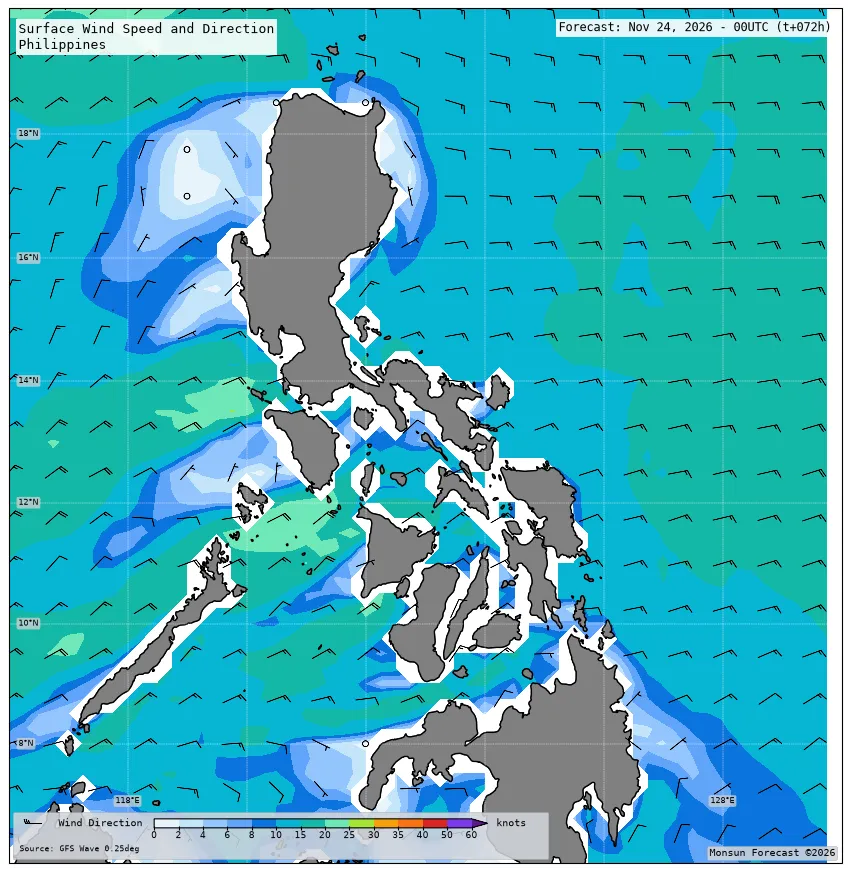 Surface Wind Speed and Direction
Philippines
Forecast: Nov 24, 2026 - 00UTC (t+072h)
18°N
16°N
14°N
12°N
10°N
8°N
118°E
128°E
Wind Direction
knots
0 2 4 6 8 10 15 20 25 30 35 40 50 60
Source: GFS Wave 0.25deg
Monsun Forecast ©2026